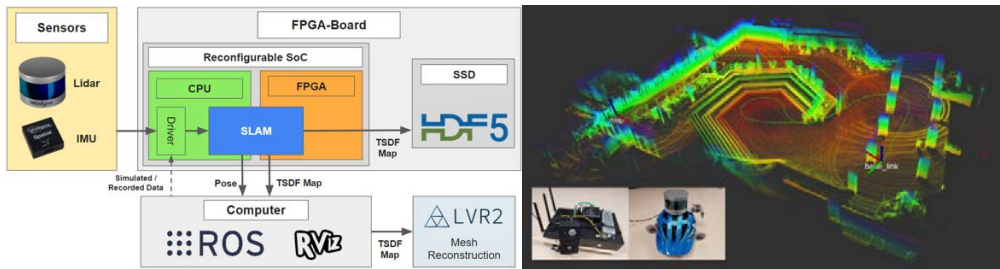 Sensors
Lidar
IMU
FPGA-Board
Reconfigurable SoC
CPU
FPGA
Driver
SLAM
SSD
HDF5
TSDF
Map
Simulated /
Recorded Data
Pose
TSDF Map
Computer
ROS
RViz
TSDF
Map
LVR2
Mesh
Reconstruction
base_link